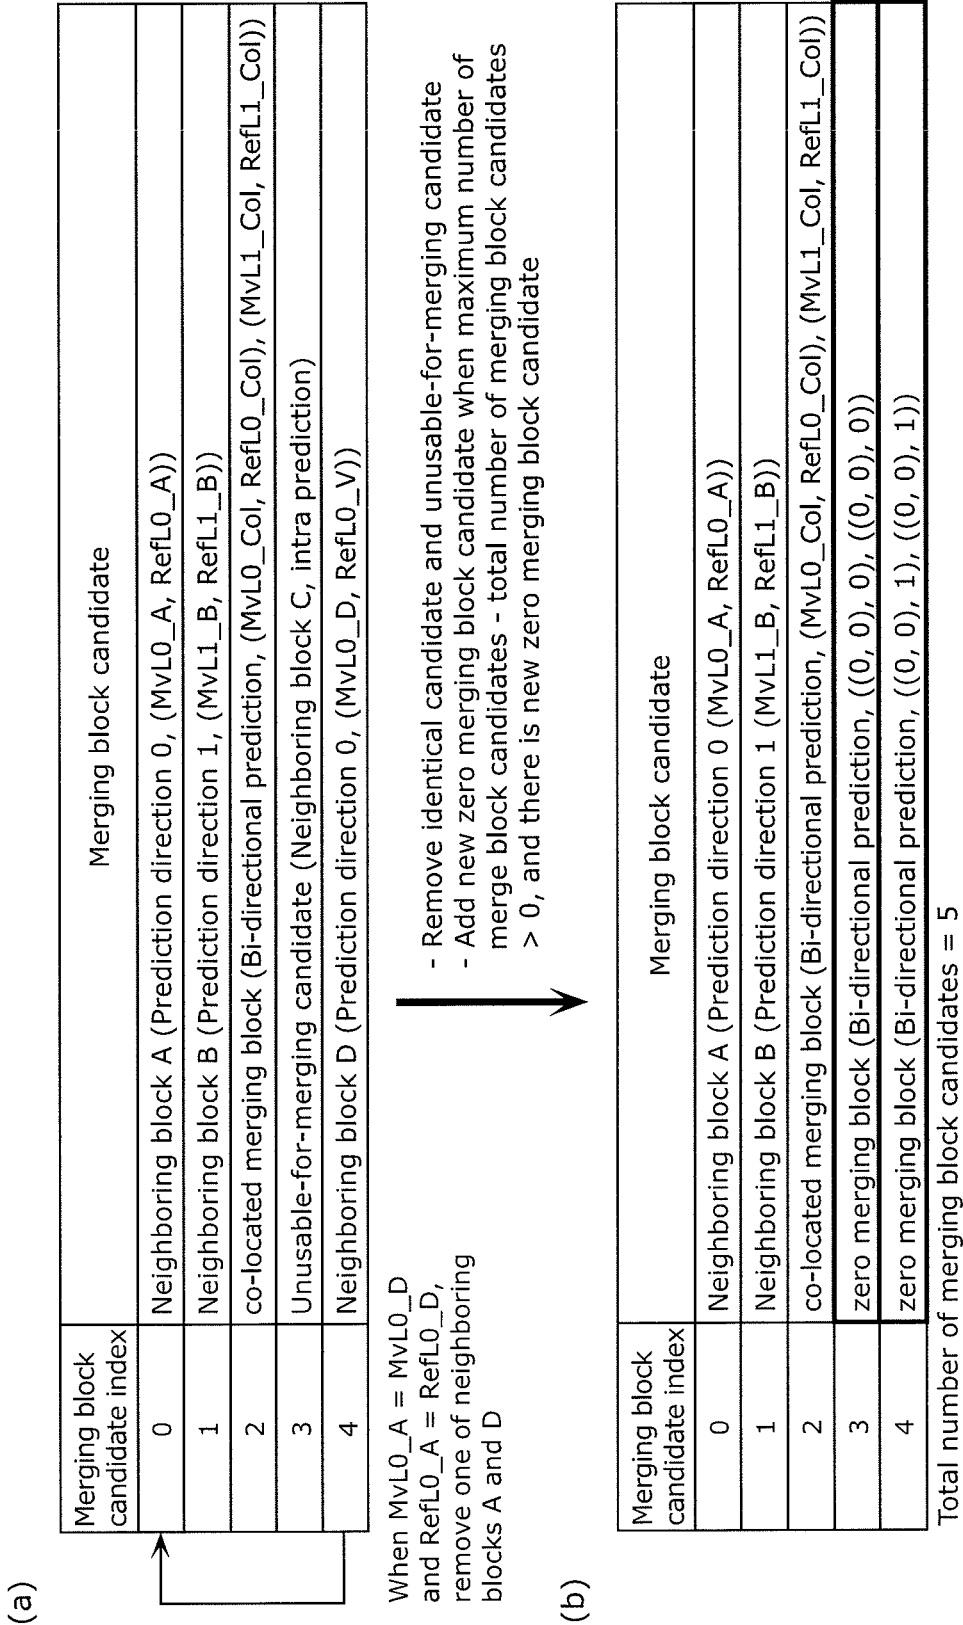 (a)
Merging block
candidate index
Merging block candidate
0
Neighboring block A (Prediction direction 0, (MvL0_A, RefL0_A))
1
Neighboring block B (Prediction direction 1, (MvL1_B, RefL1_B))
2
co-located merging block (Bi-directional prediction, (MvL0_Col, RefL0_Col), (MvL1_Col, RefL1_Col))
3
Unusable-for-merging candidate (Neighboring block C, intra prediction)
4
Neighboring block D (Prediction direction 0, (MvL0_D, RefL0_V))
When MvL0_A = MvL0_D
and RefL0_A = RefL0_D,
remove one of neighboring
blocks A and D
- Remove identical candidate and unusable-for-merging candidate
- Add new zero merging block candidate when maximum number of
merge block candidates - total number of merging block candidates
> 0, and there is new zero merging block candidate
(b)
Merging block
candidate index
Merging block candidate
0
Neighboring block A (Prediction direction 0 (MvL0_A, RefL0_A))
1
Neighboring block B (Prediction direction 1 (MvL1_B, RefL1_B))
2
co-located merging block (Bi-directional prediction, (MvL0_Col, RefL0_Col), (MvL1_Col, RefL1_Col))
3
zero merging block (Bi-directional prediction, ((0, 0), 0), ((0, 0), 0))
4
zero merging block (Bi-directional prediction, ((0, 0), 1), ((0, 0), 1))
Total number of merging block candidates = 5